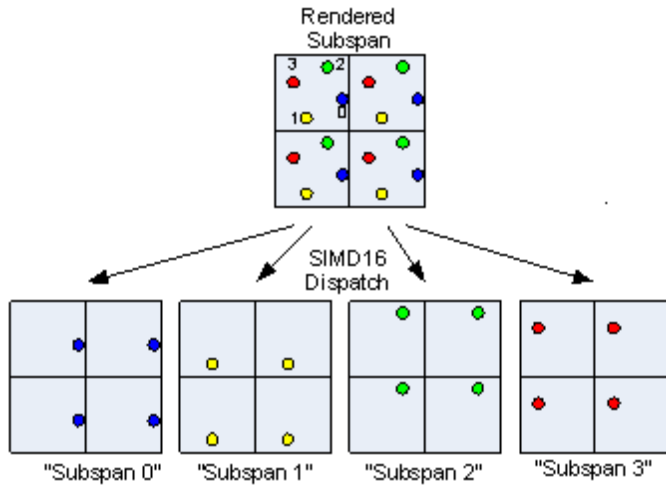 Rendered
Subspan
3 2
0
1
SIMD16
Dispatch
"Subspan 0" "Subspan 1" "Subspan 2" "Subspan 3"